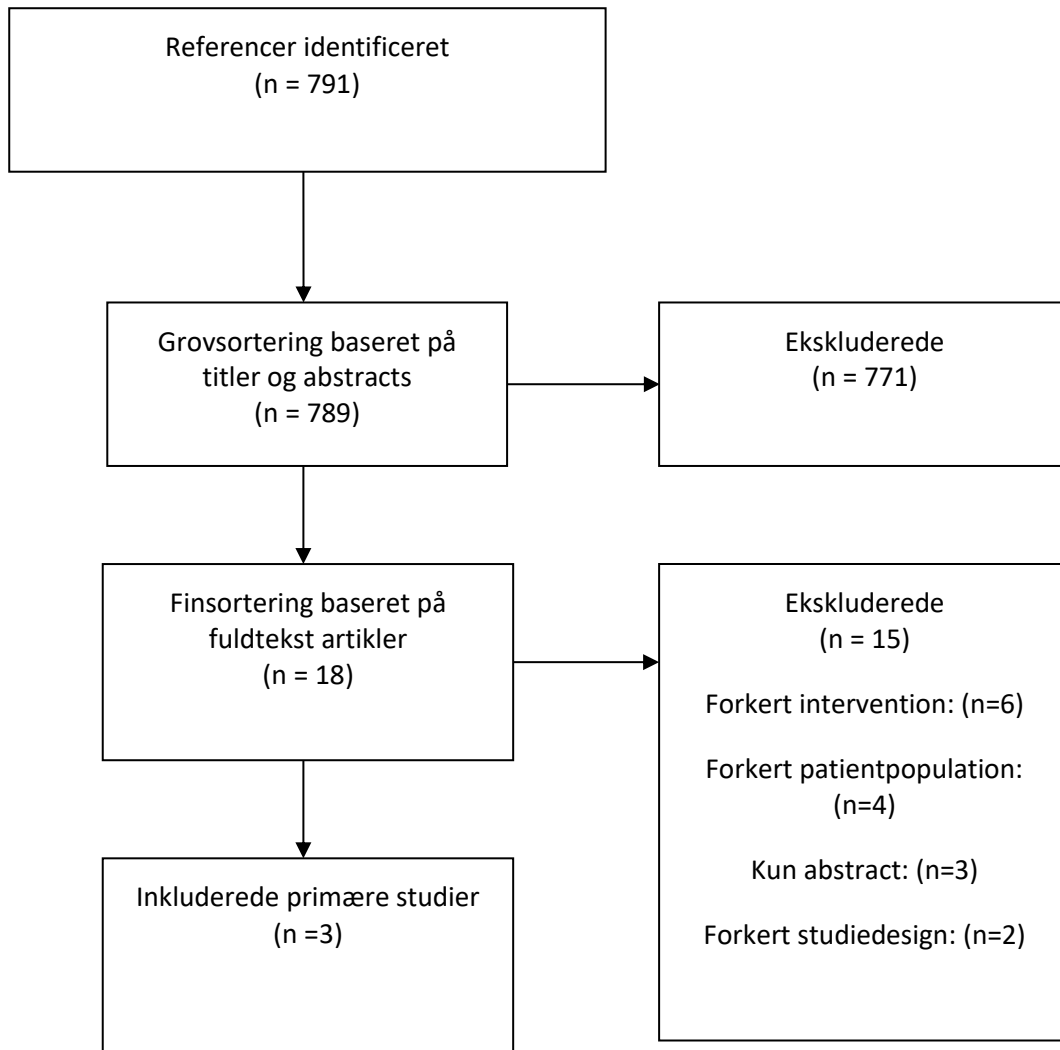 Referencer identificeret
(n = 791)
Grovsortering baseret på
titler og abstracts
(n = 789)
Ekskluderede
(n = 771)
Finsortering baseret på
fuldtekst artikler
(n = 18)
Ekskluderede
(n = 15)
Forkert intervention: (n=6)
Forkert patientpopulation:
(n=4)
Kun abstract: (n=3)
Forkert studiedesign: (n=2)
Inkluderede primære studier
(n =3)